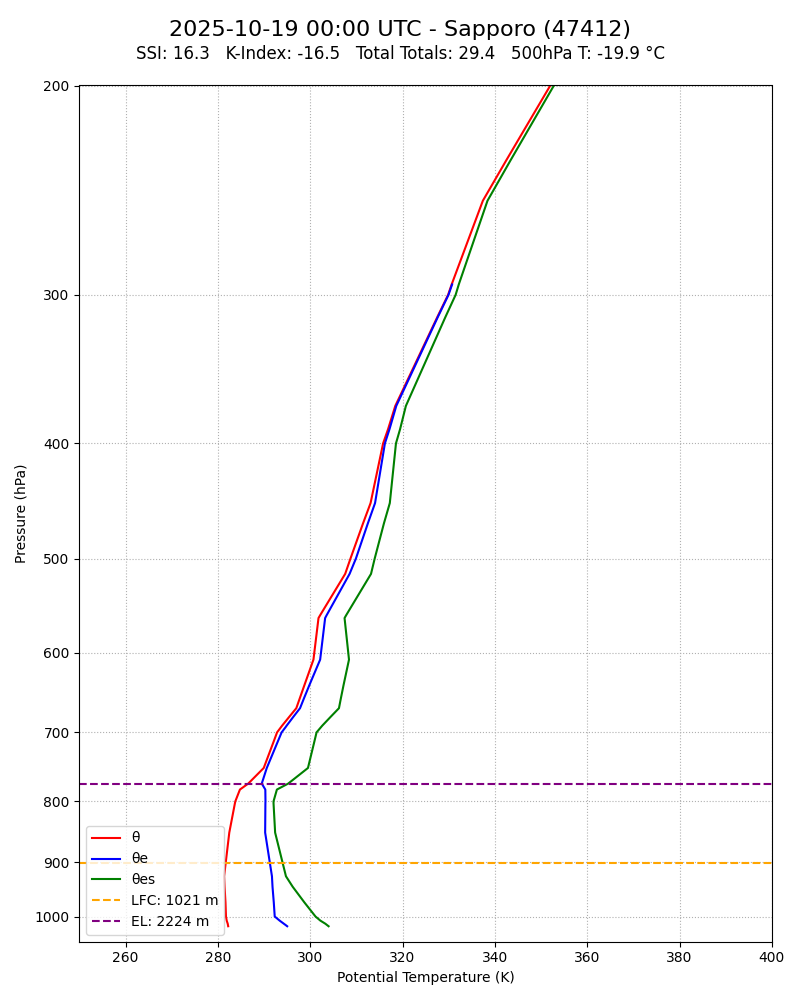 2025-10-19 00:00 UTC - Sapporo (47412)
SSI: 16.3   K-Index: -16.5   Total Totals: 29.4   500hPa T: -19.9 °C
200
300
400
500
600
700
800
900
1000
Pressure (hPa)
θ
θe
θes
LFC: 1021 m
EL: 2224 m
260 280 300 320 340 360 380 400
Potential Temperature (K)